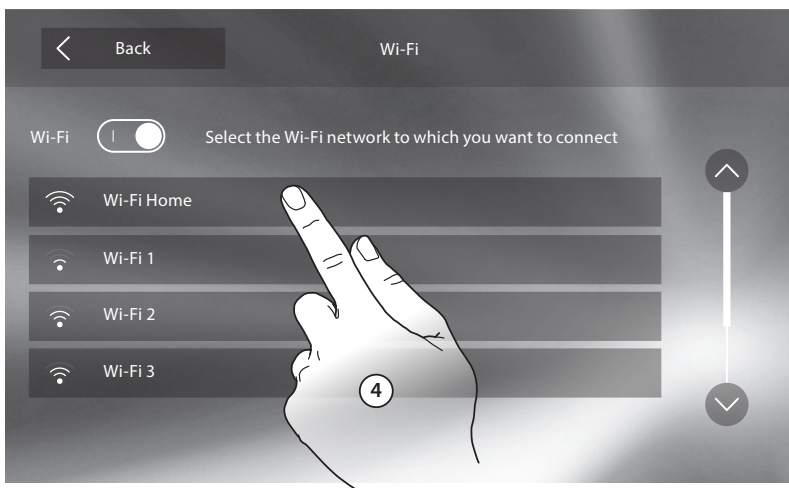 Back
Wi-Fi
Wi-Fi Select the Wi-Fi network to which you want to connect
Wi-Fi Home
Wi-Fi 1
Wi-Fi 2
Wi-Fi 3
4